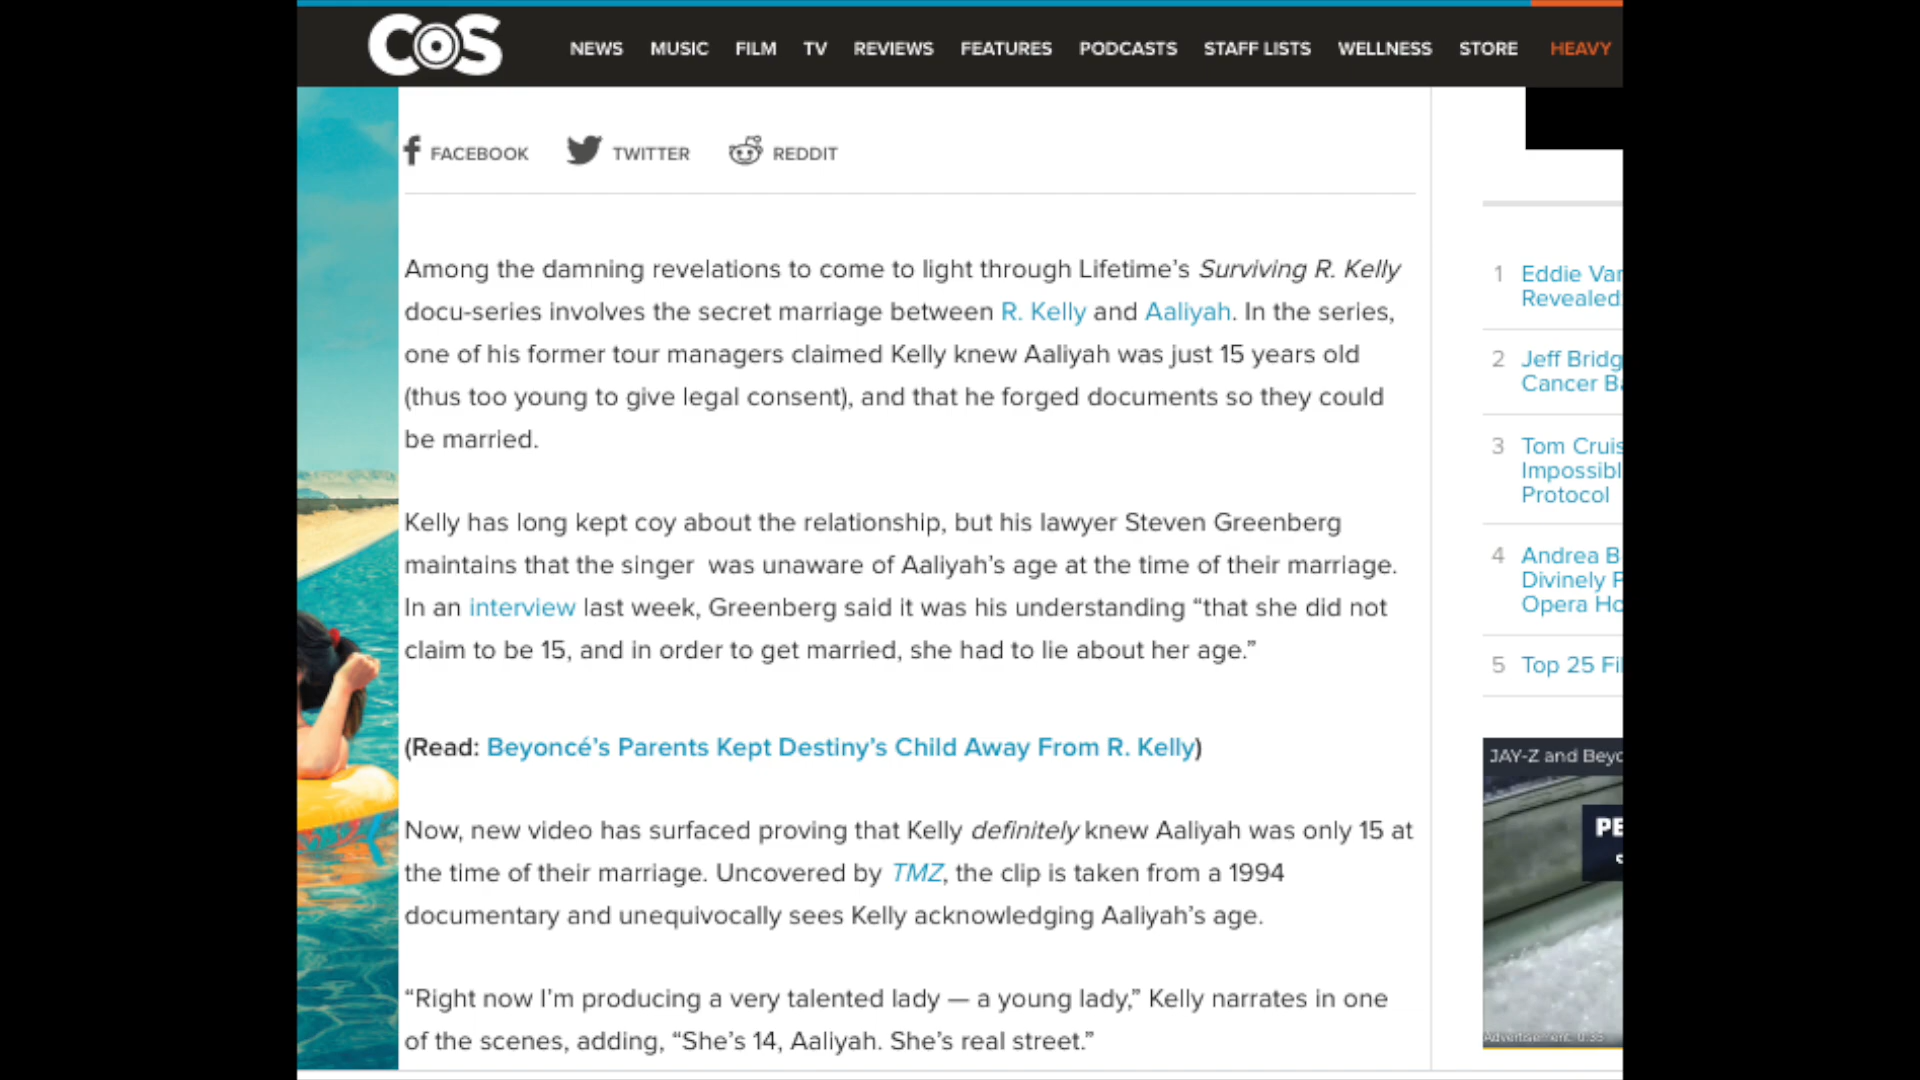 COS
NEWS MUSIC FILM TV REVIEWS FEATURES PODCASTS STAFF LISTS WELLNESS STORE HEAVY
FACEBOOK TWITTER REDDIT
Among the damning revelations to come to light through Lifetime’s Surviving R. Kelly
docu-series involves the secret marriage between R. Kelly and Aaliyah. In the series,
one of his former tour managers claimed Kelly knew Aaliyah was just 15 years old
(thus too young to give legal consent), and that he forged documents so they could
be married.
Kelly has long kept coy about the relationship, but his lawyer Steven Greenberg
maintains that the singer was unaware of Aaliyah’s age at the time of their marriage.
In an interview last week, Greenberg said it was his understanding “that she did not
claim to be 15, and in order to get married, she had to lie about her age.”
(Read: Beyoncé’s Parents Kept Destiny’s Child Away From R. Kelly)
Now, new video has surfaced proving that Kelly definitely knew Aaliyah was only 15 at
the time of their marriage. Uncovered by TMZ, the clip is taken from a 1994
documentary and unequivocally sees Kelly acknowledging Aaliyah’s age.
“Right now I’m producing a very talented lady — a young lady,” Kelly narrates in one
of the scenes, adding, “She’s 14, Aaliyah. She’s real street.”
1 Eddie Var
Revealed
2 Jeff Bridg
Cancer B
3 Tom Cruis
Impossibl
Protocol
4 Andrea B
Divinely
Opera Ho
5 Top 25 Fi
JAY-Z and Beyo
PE
Advertisement: 0:35